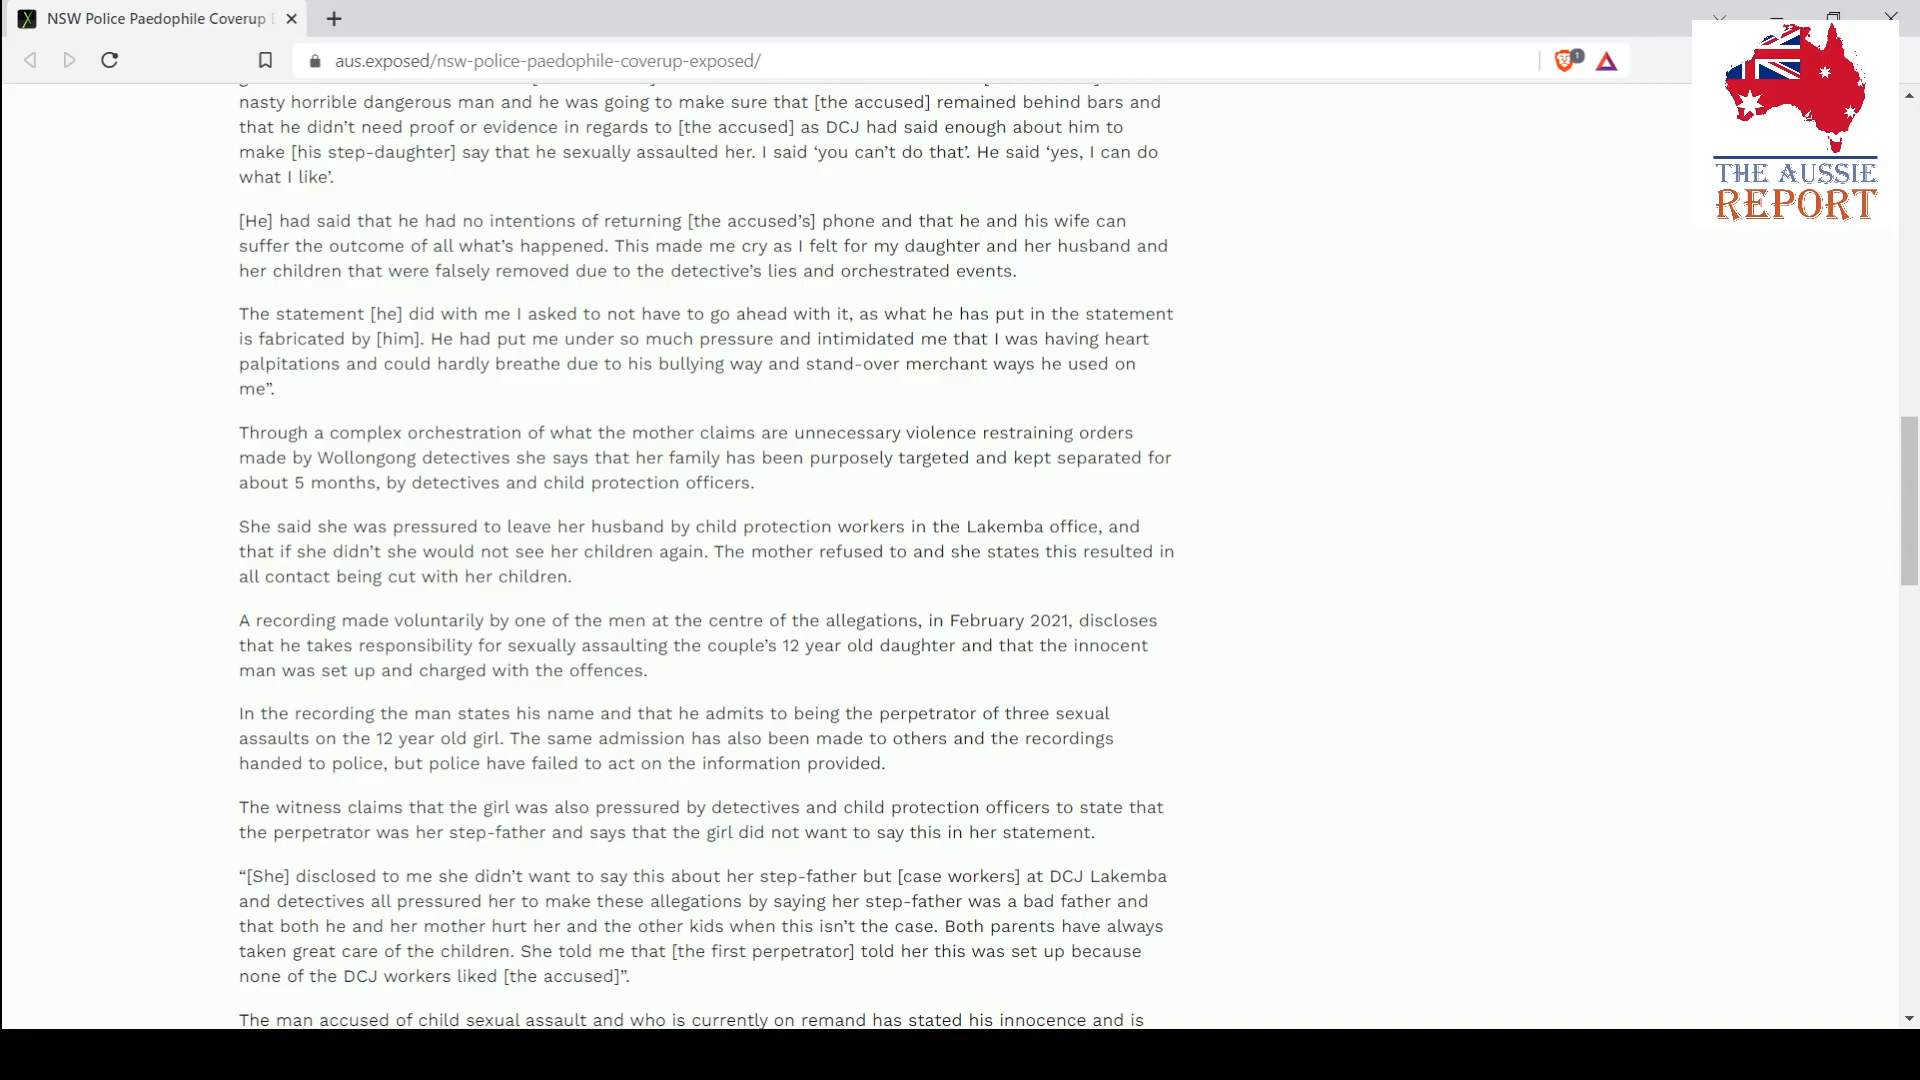 NSW Police Paedophile Coverup
aus.exposed/nsw-police-paedophile-coverup-exposed/
1
THE AUSSIE
REPORT
nasty horrible dangerous man and he was going to make sure that [the accused] remained behind bars and
that he didn’t need proof or evidence in regards to [the accused] as DCJ had said enough about him to
make [his step-daughter] say that he sexually assaulted her. I said ‘you can’t do that’. He said ‘yes, I can do
what I like’.
[He] had said that he had no intentions of returning [the accused’s] phone and that he and his wife can
suffer the outcome of all what’s happened. This made me cry as I felt for my daughter and her husband and
her children that were falsely removed due to the detective’s lies and orchestrated events.
The statement [he] did with me I asked to not have to go ahead with it, as what he has put in the statement
is fabricated by [him]. He had put me under so much pressure and intimidated me that I was having heart
palpitations and could hardly breathe due to his bullying way and stand-over merchant ways he used on
me”.
Through a complex orchestration of what the mother claims are unnecessary violence restraining orders
made by Wollongong detectives she says that her family has been purposely targeted and kept separated for
about 5 months, by detectives and child protection officers.
She said she was pressured to leave her husband by child protection workers in the Lakemba office, and
that if she didn’t she would not see her children again. The mother refused to and she states this resulted in
all contact being cut with her children.
A recording made voluntarily by one of the men at the centre of the allegations, in February 2021, discloses
that he takes responsibility for sexually assaulting the couple’s 12 year old daughter and that the innocent
man was set up and charged with the offences.
In the recording the man states his name and that he admits to being the perpetrator of three sexual
assaults on the 12 year old girl. The same admission has also been made to others and the recordings
handed to police, but police have failed to act on the information provided.
The witness claims that the girl was also pressured by detectives and child protection officers to state that
the perpetrator was her step-father and says that the girl did not want to say this in her statement.
“[She] disclosed to me she didn’t want to say this about her step-father but [case workers] at DCJ Lakemba
and detectives all pressured her to make these allegations by saying her step-father was a bad father and
that both he and her mother hurt her and the other kids when this isn’t the case. Both parents have always
taken great care of the children. She told me that [the first perpetrator] told her this was set up because
none of the DCJ workers liked [the accused]”.
The man accused of child sexual assault and who is currently on remand has stated his innocence and is